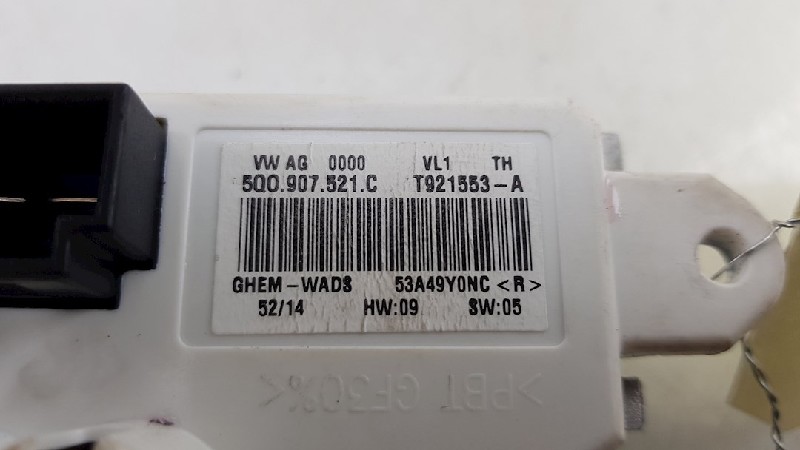 VW AG 0000 VL1 TH
5Q0.907.521.C T921553-A
GHEM-WADS 53A49Y0NC <R>
52/14 HW:09 SW:05
>PBT GF30%<